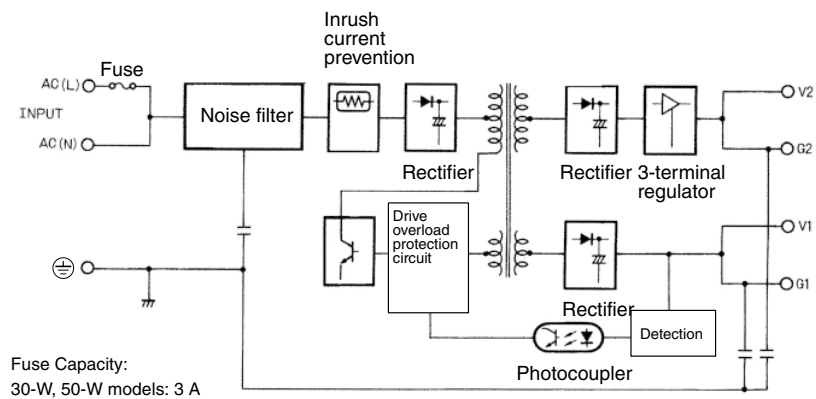 Inrush
current
prevention
Fuse
AC(L)
INPUT
AC(N)
Noise filter
V2
G2
Rectifier
Rectifier
3-terminal
regulator
Drive
overload
protection
circuit
V1
G1
Rectifier
Detection
Photocoupler
Fuse Capacity:
30-W, 50-W models: 3 A